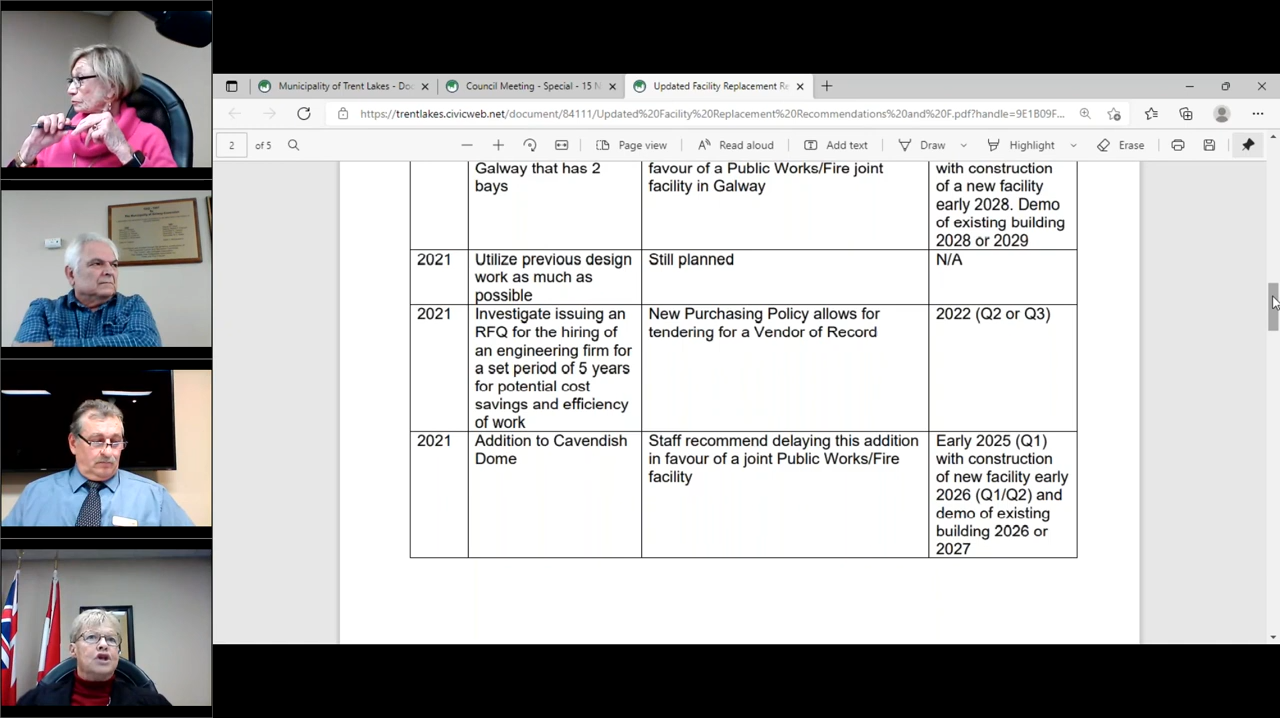 Municipality of Trent Lakes - Doc
Council Meeting - Special - 15 N
Updated Facility Replacement Re
https://trentlakes.civicweb.net/document/84111/Updated%20Facility%20Replacement%20Recommendations%20and%20F.pdf?handle=9E1B09F...
2 of 5
Page view
Read aloud
Add text
Draw
Highlight
Erase
Galway that has 2
bays
favour of a Public Works/Fire joint
facility in Galway
with construction
of a new facility
early 2028. Demo
of existing building
2028 or 2029
2021
Utilize previous design
work as much as
possible
Still planned
N/A
2021
Investigate issuing an
RFQ for the hiring of
an engineering firm for
a set period of 5 years
for potential cost
savings and efficiency
of work
New Purchasing Policy allows for
tendering for a Vendor of Record
2022 (Q2 or Q3)
2021
Addition to Cavendish
Dome
Staff recommend delaying this addition
in favour of a joint Public Works/Fire
facility
Early 2025 (Q1)
with construction
of new facility early
2026 (Q1/Q2) and
demo of existing
building 2026 or
2027